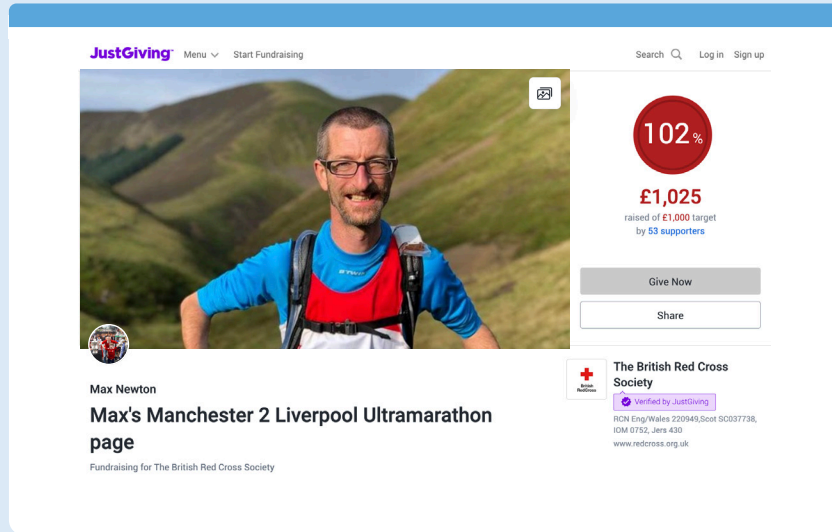 JustGiving™ Menu Start Fundraising Search Log in Sign up
102%
£1,025
raised of £1,000 target
by 53 supporters
Give Now
Share
Max Newton
Max's Manchester 2 Liverpool Ultramarathon
page
Fundraising for The British Red Cross Society
British
RedCross
The British Red Cross
Society
Verified by JustGiving
RCN Eng/Wales 220949,Scot SC037738,
IOM 0752, Jers 430
www.redcross.org.uk